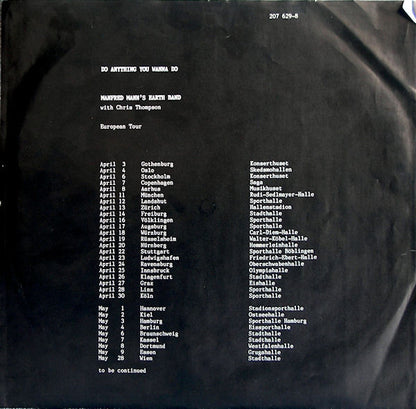 207 629-8
DO ANYTHING YOU WANNA DO
MANFRED MANN'S EARTH BAND
with Chris Thompson
European Tour
April 3 Gothenburg Konserthuset
April 4 Oslo Skedsmohallen
April 6 Stockholm Konserthuset
April 7 Copenhagen Saga
April 8 Aarhus Musikhuset
April 11 München Rudi-Sedlmayer-Halle
April 12 Landshut Sporthalle
April 13 Zürich Hallenstadion
April 14 Freiburg Stadthalle
April 16 Völklingen Sporthalle
April 17 Augsburg Sporthalle
April 18 Würzburg Carl-Diem-Halle
April 19 Rüsselsheim Walter-Köbel-Halle
April 20 Nürnberg Hemmerleinhalle
April 22 Stuttgart Sporthalle Böblingen
April 23 Ludwigshafen Friedrich-Ebert-Halle
April 24 Ravensburg Oberschwabenhalle
April 25 Innsbruck Olympiahalle
April 26 Klagenfurt Stadthalle
April 27 Graz Eishalle
April 28 Linz Sporthalle
April 30 Köln Sporthalle
May 1 Hannover Stadionsporthalle
May 2 Kiel Ostseehalle
May 3 Hamburg Sporthalle Hamburg
May 4 Berlin Eissporthalle
May 6 Braunschweig Stadthalle
May 7 Kassel Stadthalle
May 8 Dortmund Westfalenhalle
May 9 Essen Grugahalle
May 28 Wien Stadthalle
to be continued